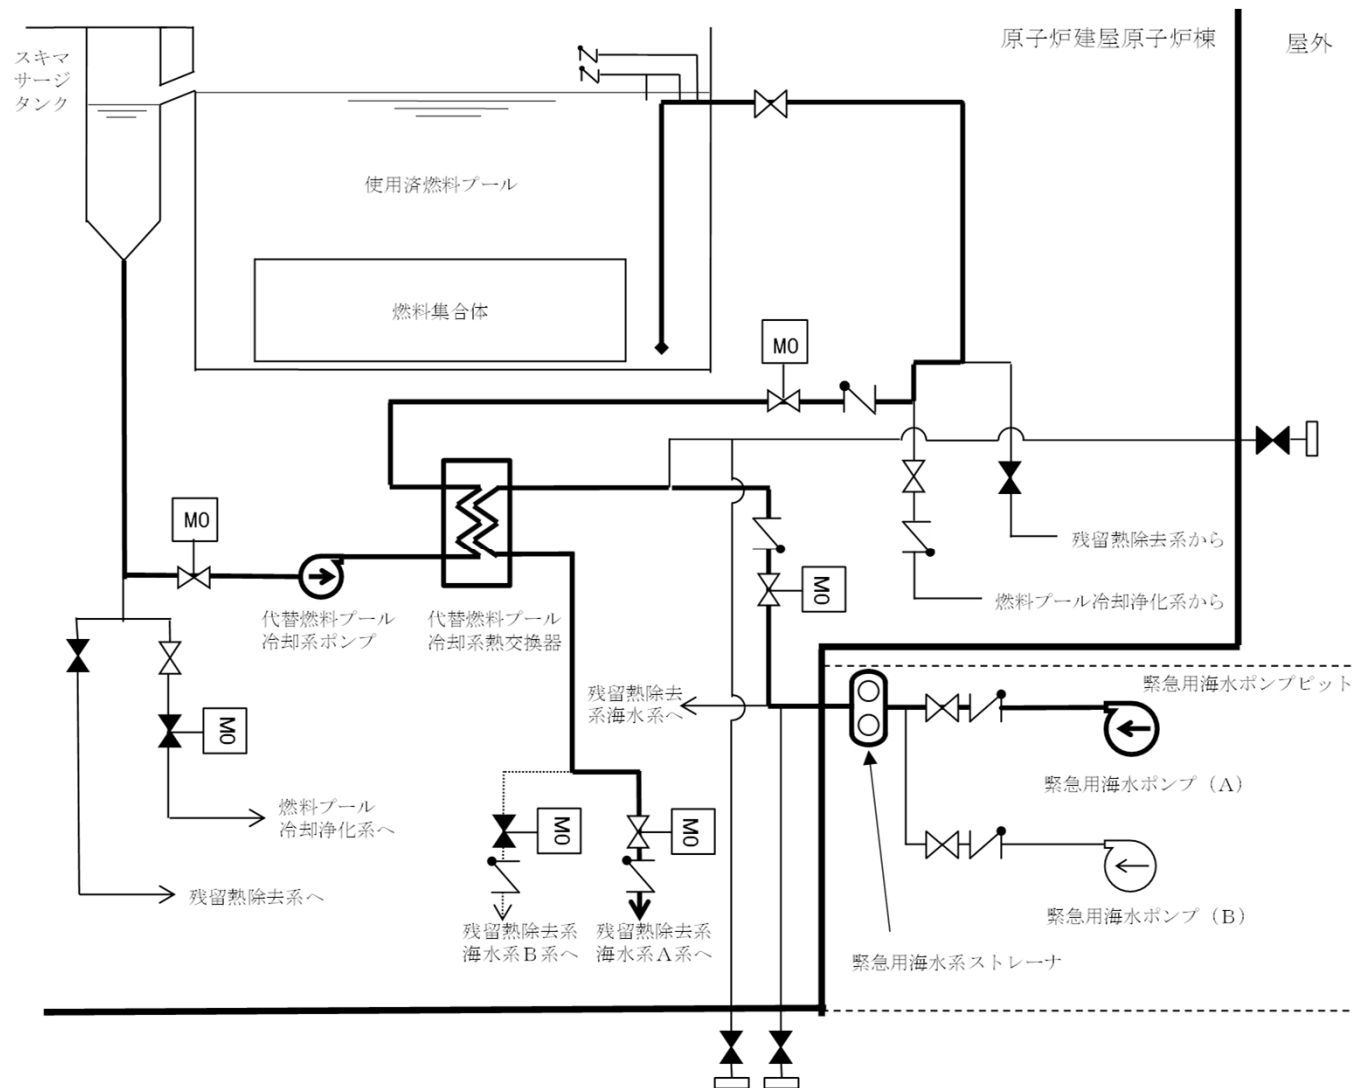 原子炉建屋原子炉棟
屋外
スキマ
サージ
タンク
使用済燃料プール
燃料集合体
MO
MO
残留熱除去系から
燃料プール冷却浄化系から
MO
代替燃料プール
冷却系ポンプ
代替燃料プール
冷却系熱交換器
緊急用海水ポンプピット
残留熱除去
系海水系へ
MO
緊急用海水ポンプ（A）
燃料プール
冷却浄化系へ
MO
MO
残留熱除去系へ
残留熱除去系
海水系B系へ
残留熱除去系
海水系A系へ
緊急用海水ポンプ（B）
緊急用海水系ストレーナ